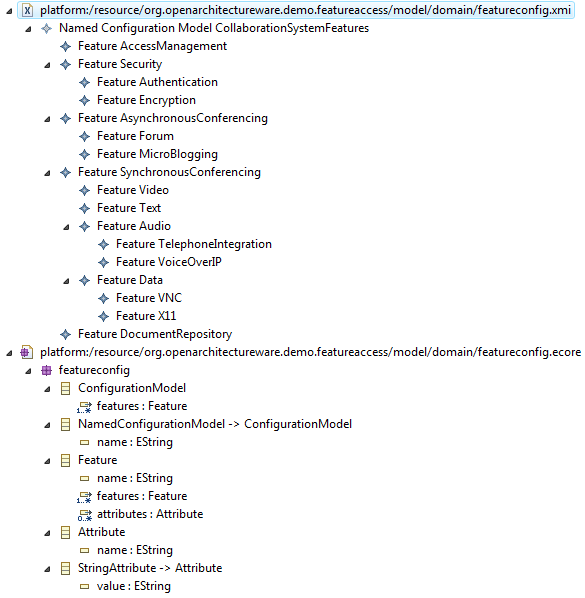 platform:/resource/org.openarchitectureware.demo.featureaccess/model/domain/featureconfig.xmi
Named Configuration Model CollaborationSystemFeatures
Feature AccessManagement
Feature Security
Feature Authentication
Feature Encryption
Feature AsynchronousConferencing
Feature Forum
Feature MicroBlogging
Feature SynchronousConferencing
Feature Video
Feature Text
Feature Audio
Feature TelephoneIntegration
Feature VoiceOverIP
Feature Data
Feature VNC
Feature X11
Feature DocumentRepository
platform:/resource/org.openarchitectureware.demo.featureaccess/model/domain/featureconfig.ecore
featureconfig
ConfigurationModel
1..* features : Feature
NamedConfigurationModel -> ConfigurationModel
name : EString
Feature
name : EString
1..* features : Feature
0..* attributes : Attribute
Attribute
name : EString
StringAttribute -> Attribute
value : EString